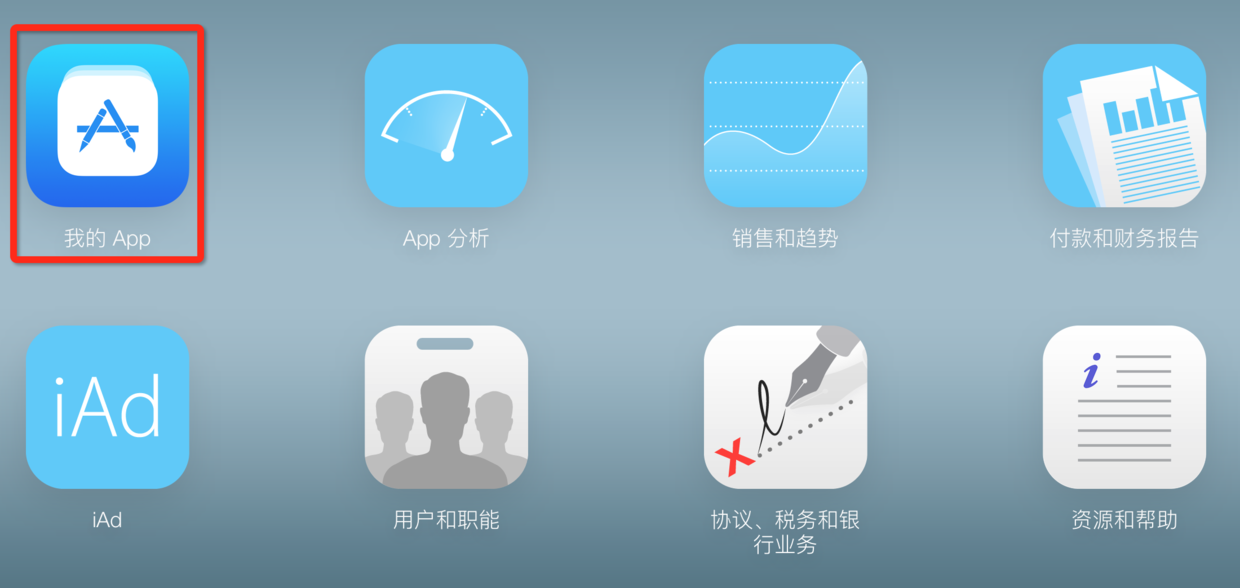 我的 App
App 分析
销售和趋势
付款和财务报告
iAd
iAd
用户和职能
协议、税务和银
行业务
资源和帮助